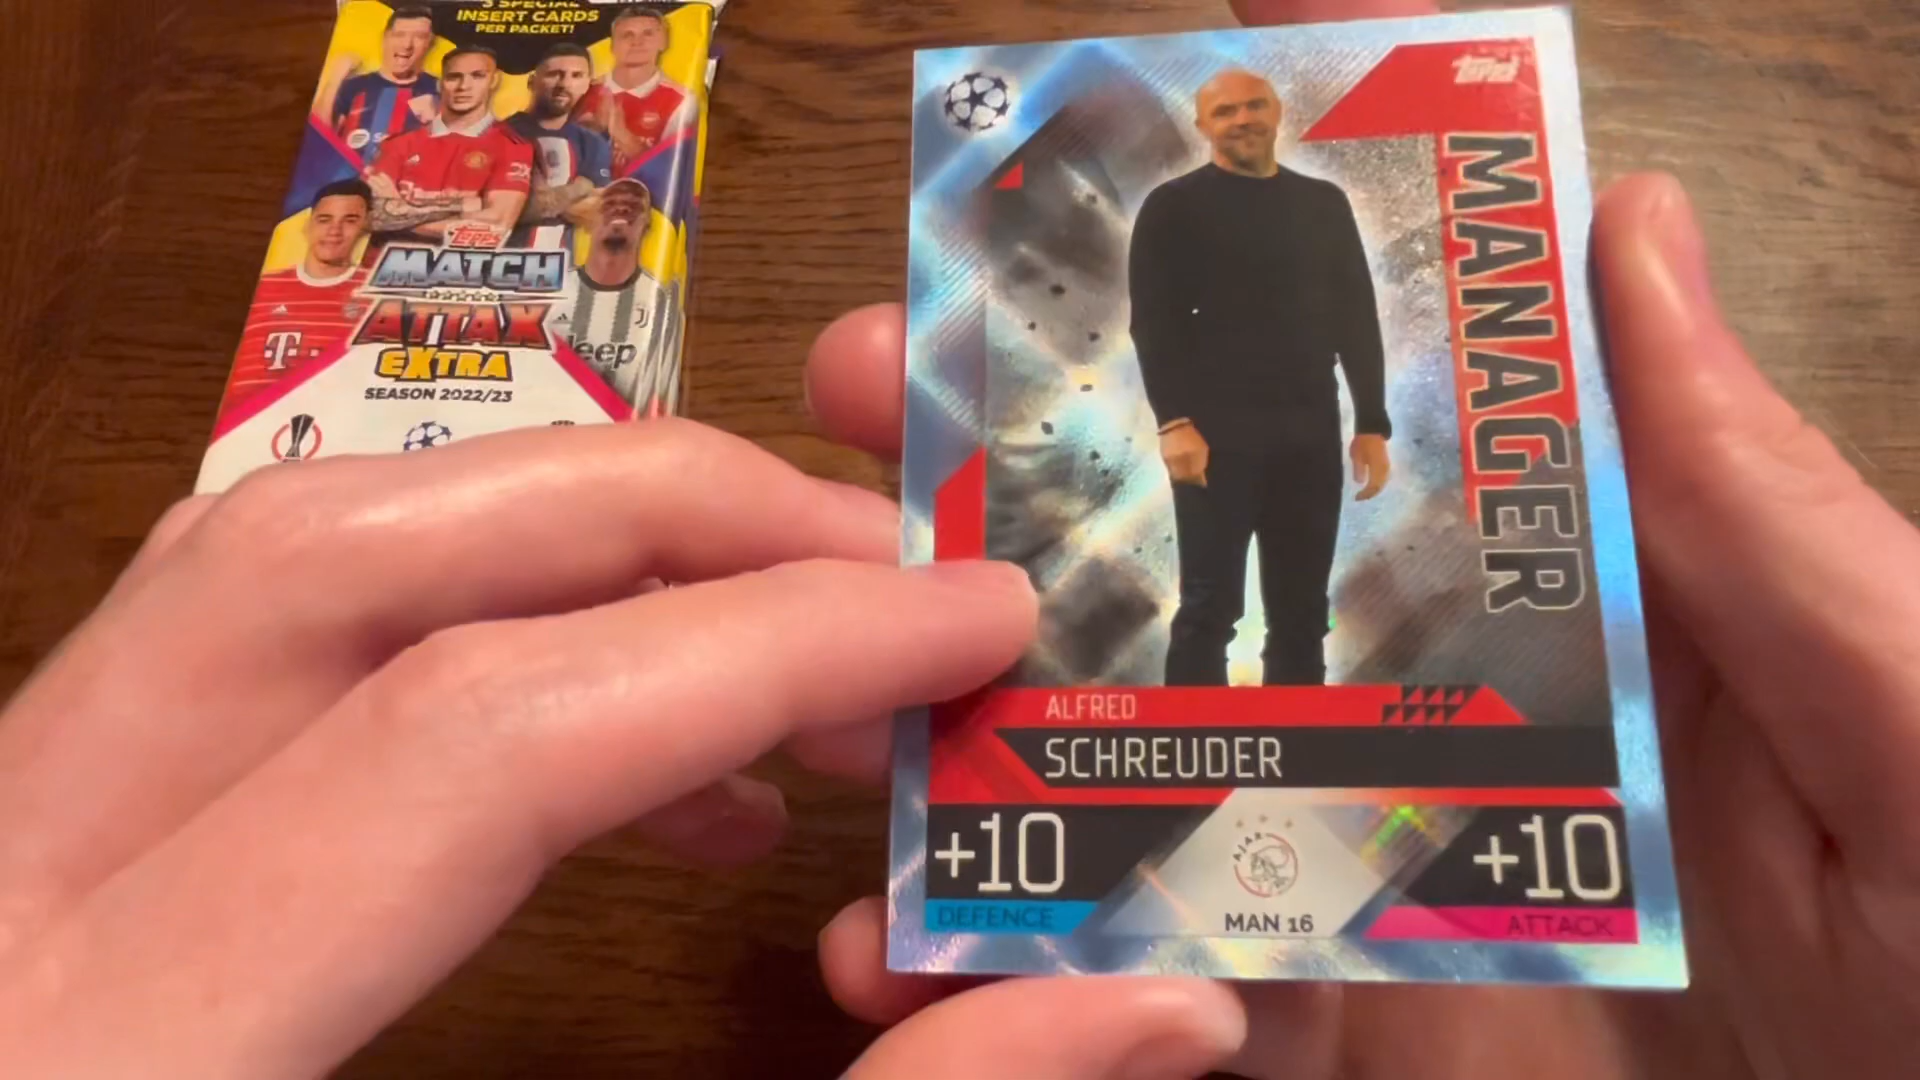 3 SPECIAL
INSERT CARDS
PER PACKET!
topps
MATCH
ATTAX
EXTRA
SEASON 2022/23
T
Jeep
topps
MANAGER
ALFRED
SCHREUDER
+10
DEFENCE
AJAX
MAN 16
+10
ATTACK